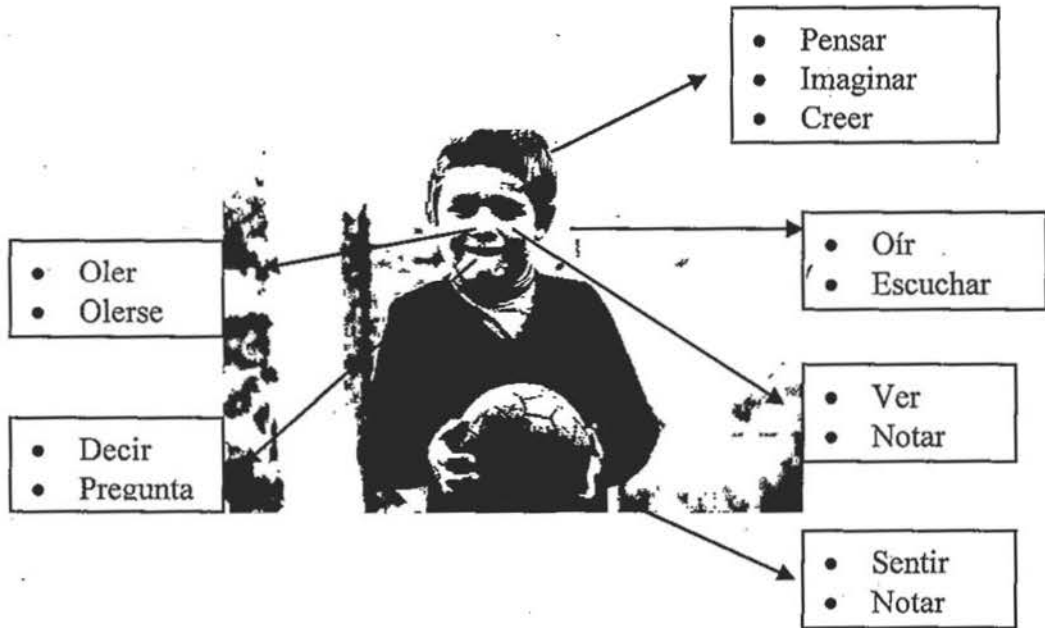 • Pensar
• Imaginar
• Creer
• Oler
• Olerse
• Oír
• Escuchar
• Decir
• Pregunta
• Ver
• Notar
• Sentir
• Notar